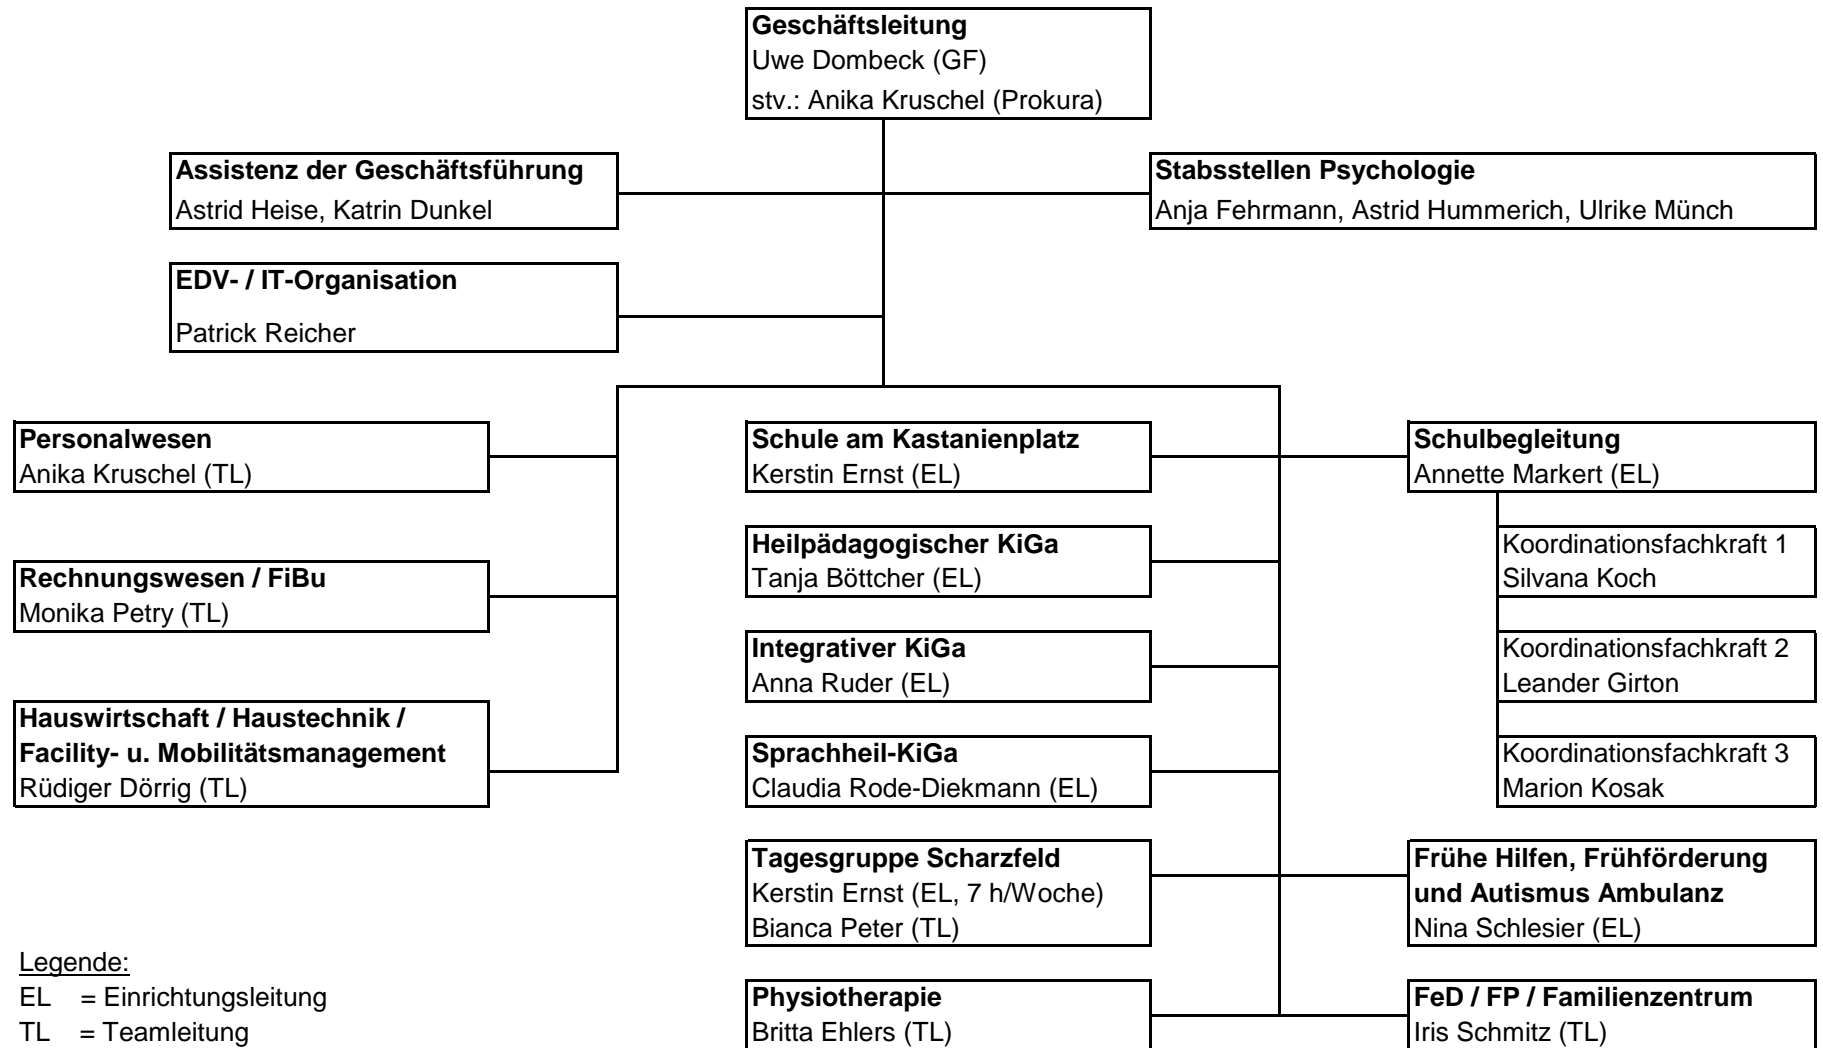 Geschäftsleitung
Uwe Dombeck (GF)
stv.: Anika Kruschel (Prokura)
Assistenz der Geschäftsführung
Astrid Heise, Katrin Dunkel
Stabsstellen Psychologie
Anja Fehrmann, Astrid Hummerich, Ulrike Münch
EDV- / IT-Organisation
Patrick Reicher
Personalwesen
Anika Kruschel (TL)
Schule am Kastanienplatz
Kerstin Ernst (EL)
Schulbegleitung
Annette Markert (EL)
Heilpädagogischer KiGa
Tanja Böttcher (EL)
Koordinationsfachkraft 1
Silvana Koch
Rechnungswesen / FiBu
Monika Petry (TL)
Integrativer KiGa
Anna Ruder (EL)
Koordinationsfachkraft 2
Leander Girton
Hauswirtschaft / Haustechnik /
Facility- u. Mobilitätsmanagement
Rüdiger Dörrig (TL)
Sprachheil-KiGa
Claudia Rode-Diekmann (EL)
Koordinationsfachkraft 3
Marion Kosak
Tagesgruppe Scharzfeld
Kerstin Ernst (EL, 7 h/Woche)
Bianca Peter (TL)
Frühe Hilfen, Frühförderung
und Autismus Ambulanz
Nina Schlesier (EL)
Legende:
EL = Einrichtungsleitung
TL = Teamleitung
Physiotherapie
Britta Ehlers (TL)
FeD / FP / Familienzentrum
Iris Schmitz (TL)